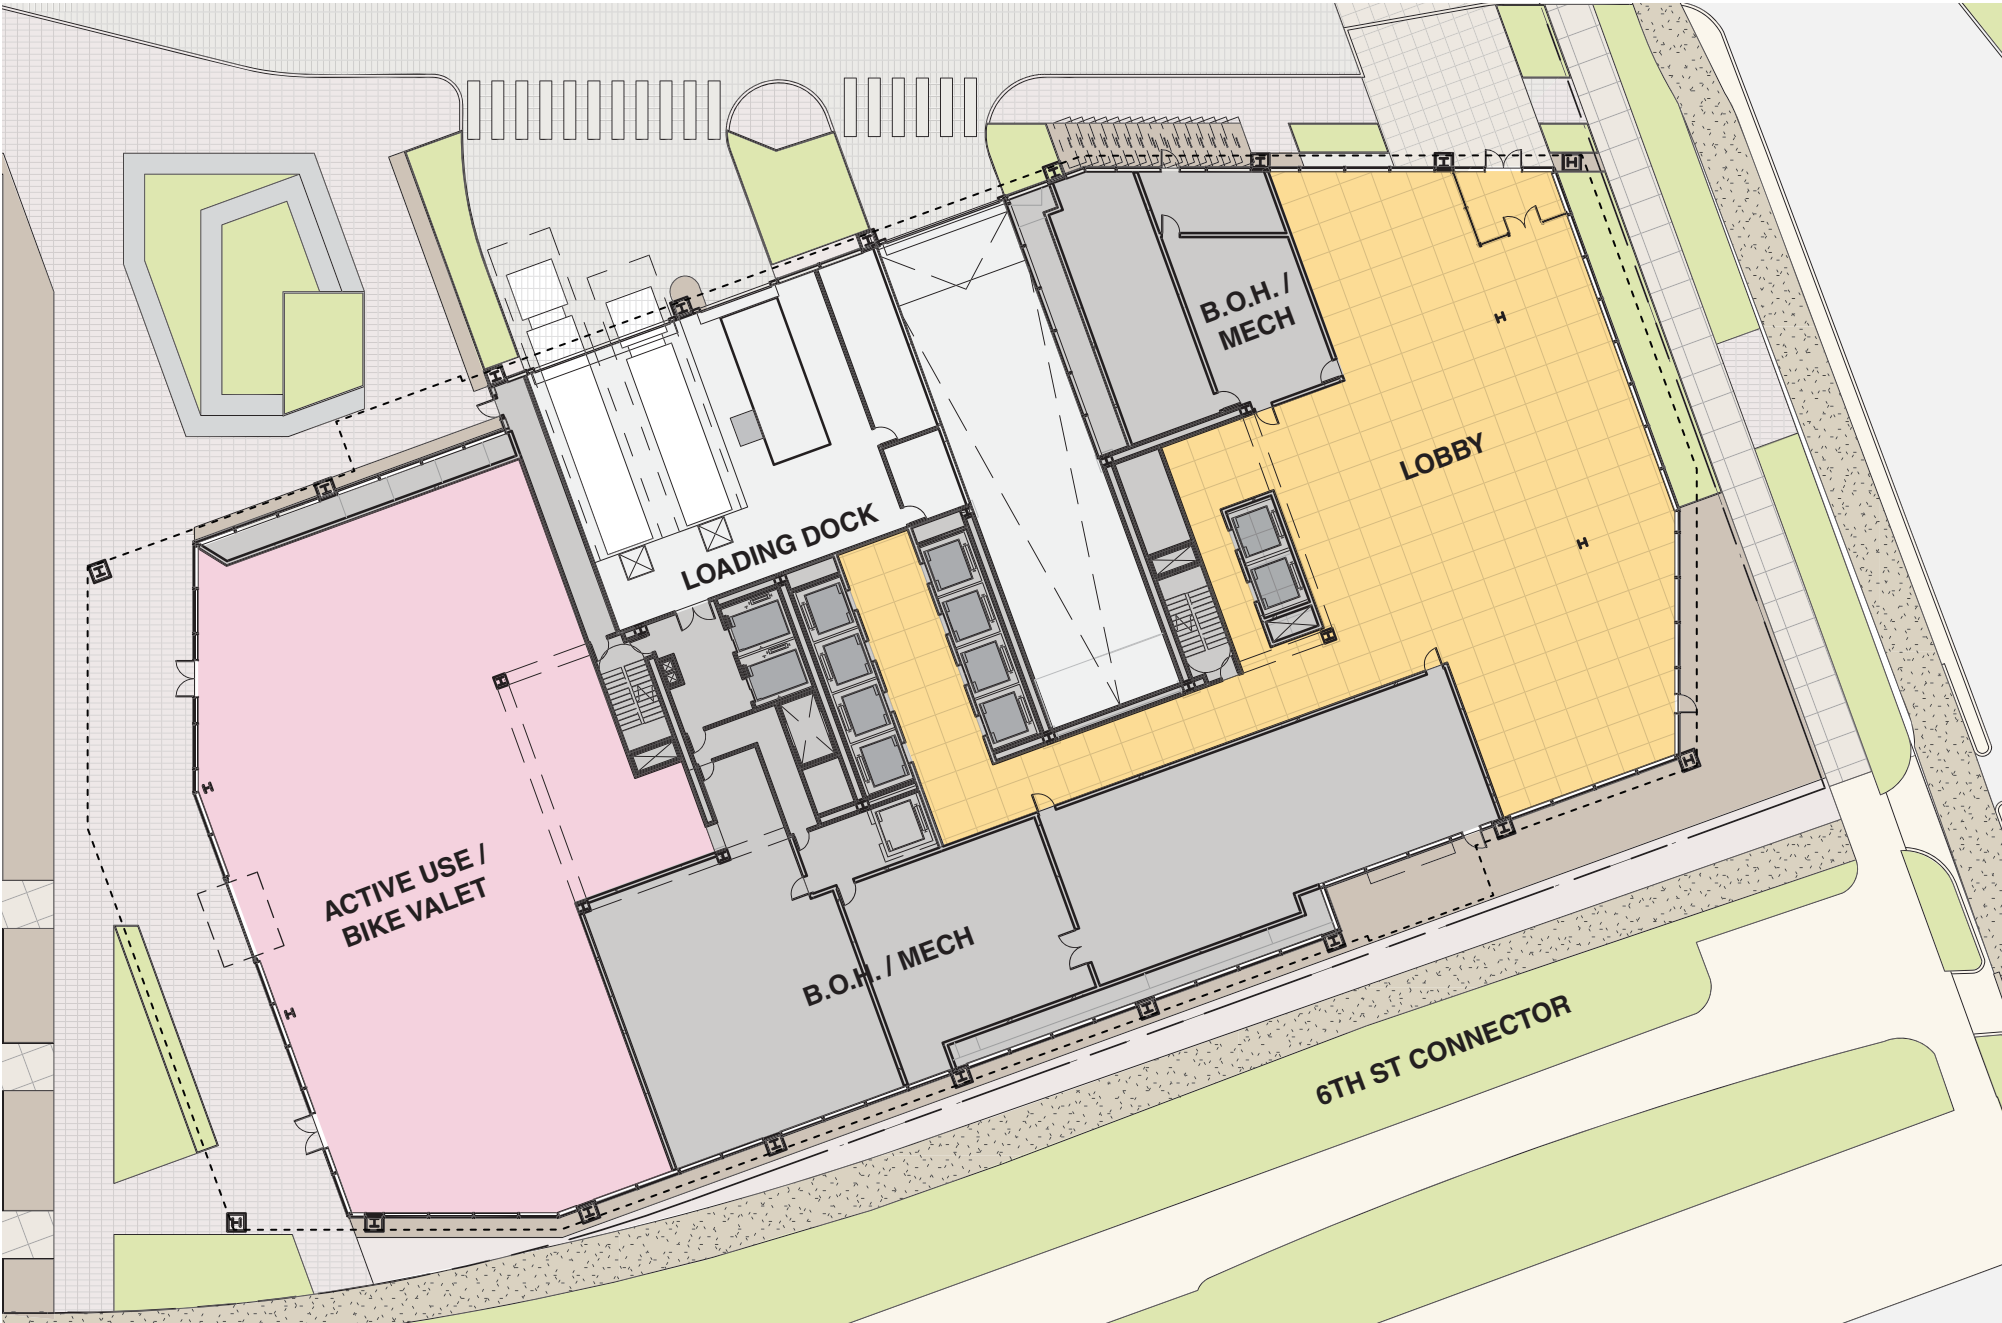 B.O.H. /
MECH
LOBBY
LOADING DOCK
ACTIVE USE /
BIKE VALET
B.O.H. / MECH
6TH ST CONNECTOR